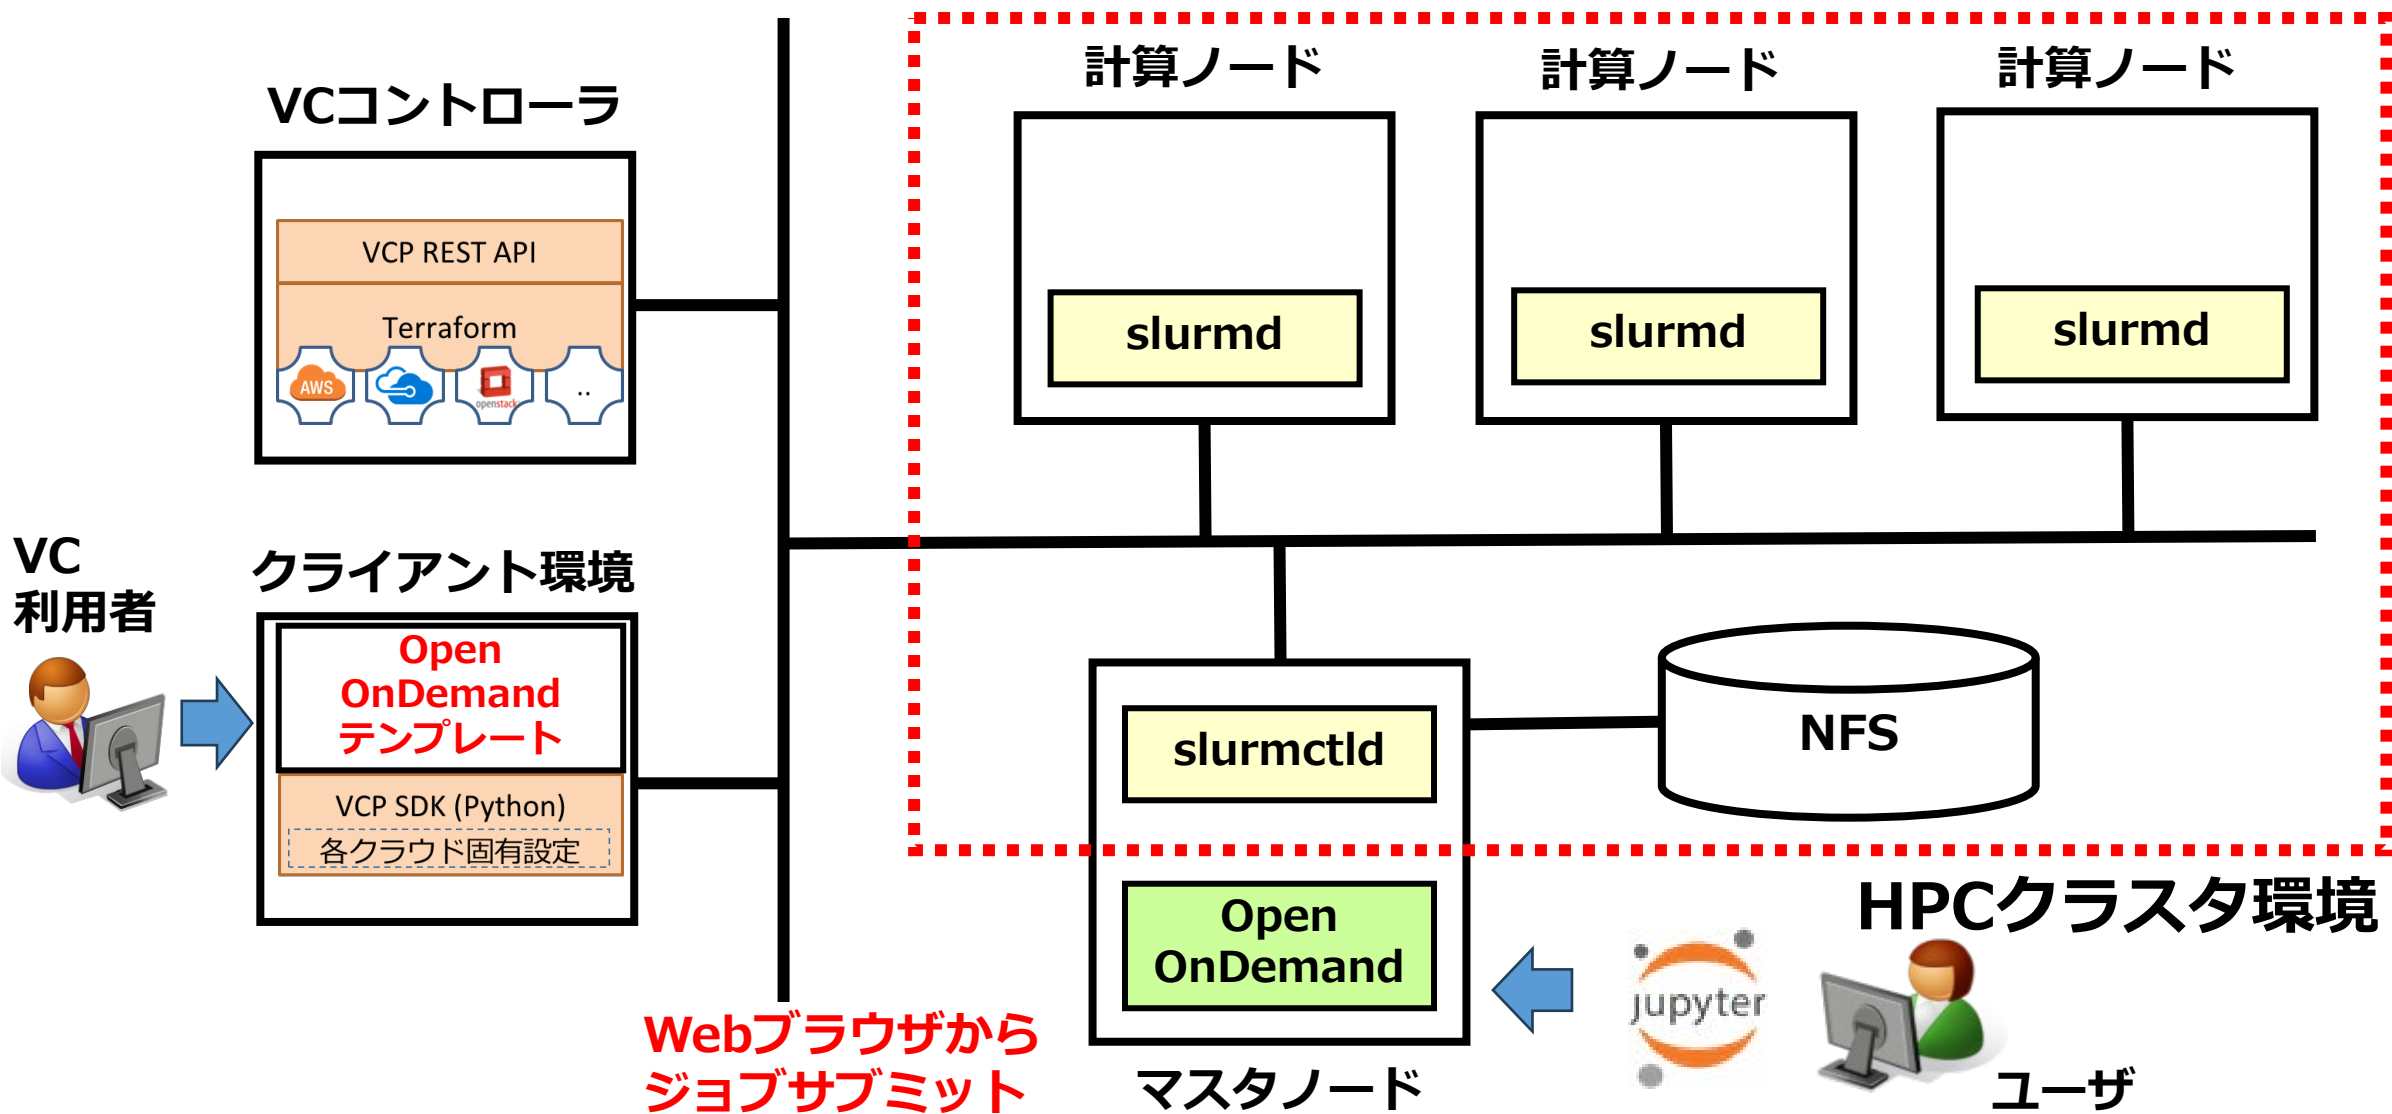 VCコントローラ
VCP REST API
Terraform
AWS
openstack
..
VC
利用者
クライアント環境
Open
OnDemand
テンプレート
VCP SDK (Python)
各クラウド固有設定
計算ノード
計算ノード
計算ノード
slurmd
slurmd
slurmd
slurmctld
NFS
Open
OnDemand
HPCクラスタ環境
jupyter
Webブラウザから
ジョブサブミット
マスタノード
ユーザ